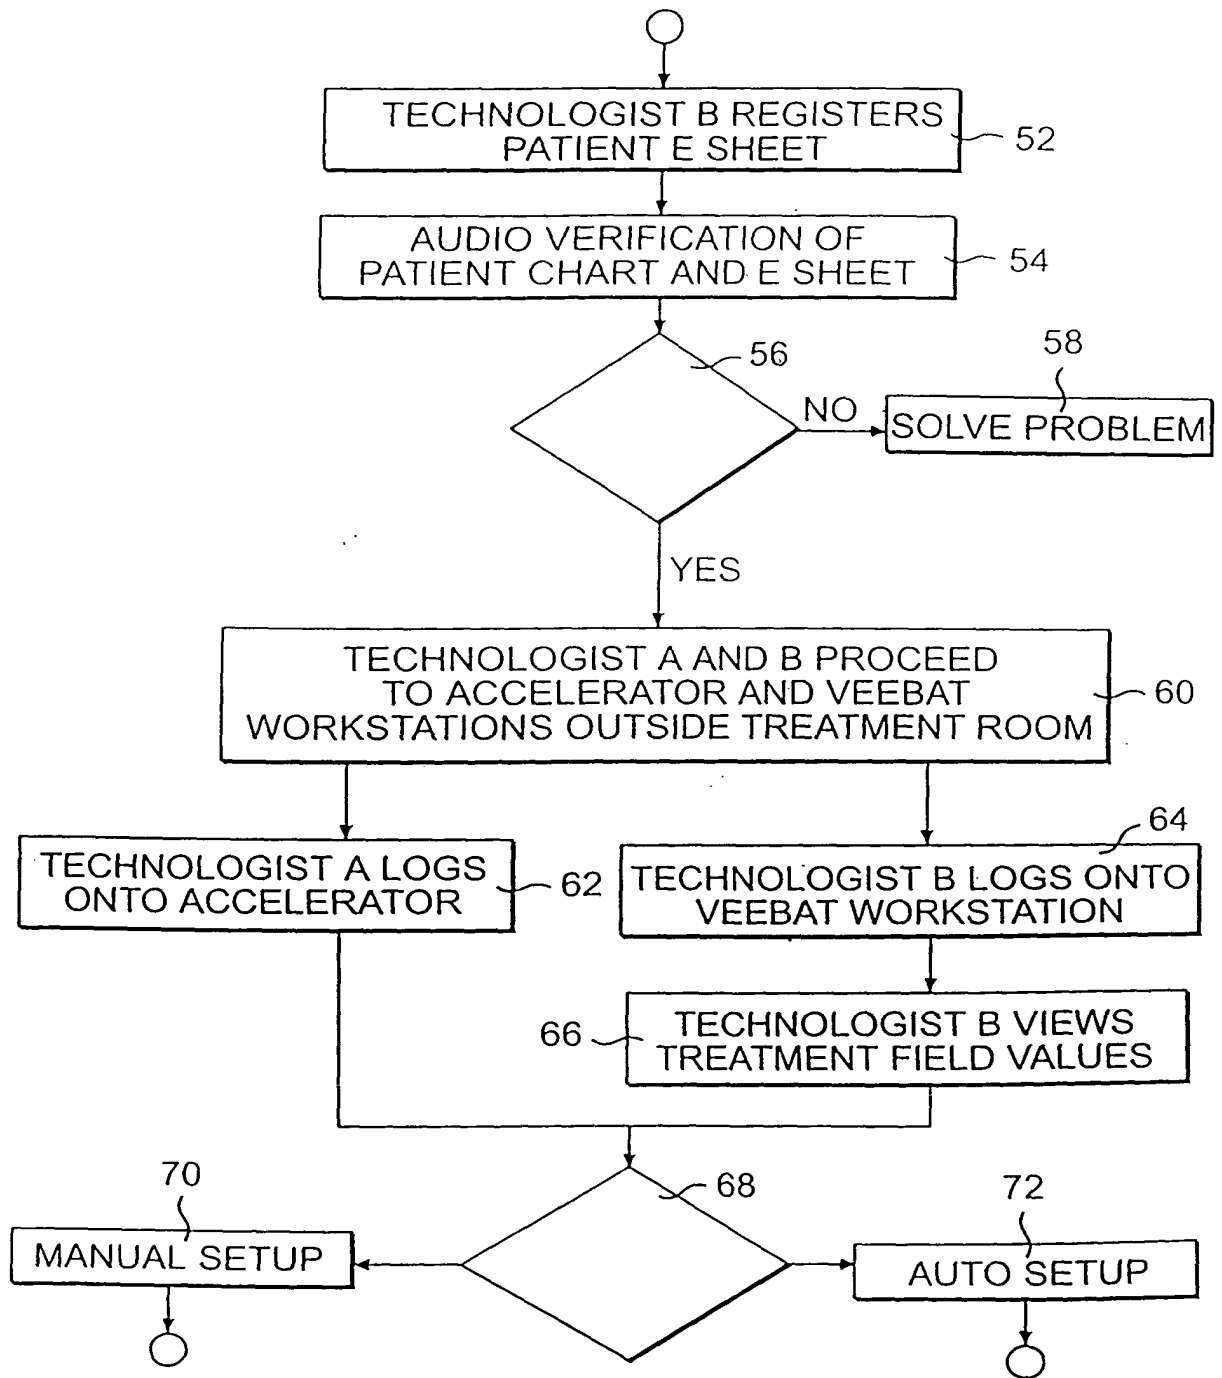 TECHNOLOGIST B REGISTERS
PATIENT E SHEET
52
AUDIO VERIFICATION OF
PATIENT CHART AND E SHEET
54
56
58
NO
SOLVE PROBLEM
YES
TECHNOLOGIST A AND B PROCEED
TO ACCELERATOR AND VEEBAT
WORKSTATIONS OUTSIDE TREATMENT ROOM
60
TECHNOLOGIST A LOGS
ONTO ACCELERATOR
62
64
TECHNOLOGIST B LOGS ONTO
VEEBAT WORKSTATION
66
TECHNOLOGIST B VIEWS
TREATMENT FIELD VALUES
68
70
MANUAL SETUP
72
AUTO SETUP